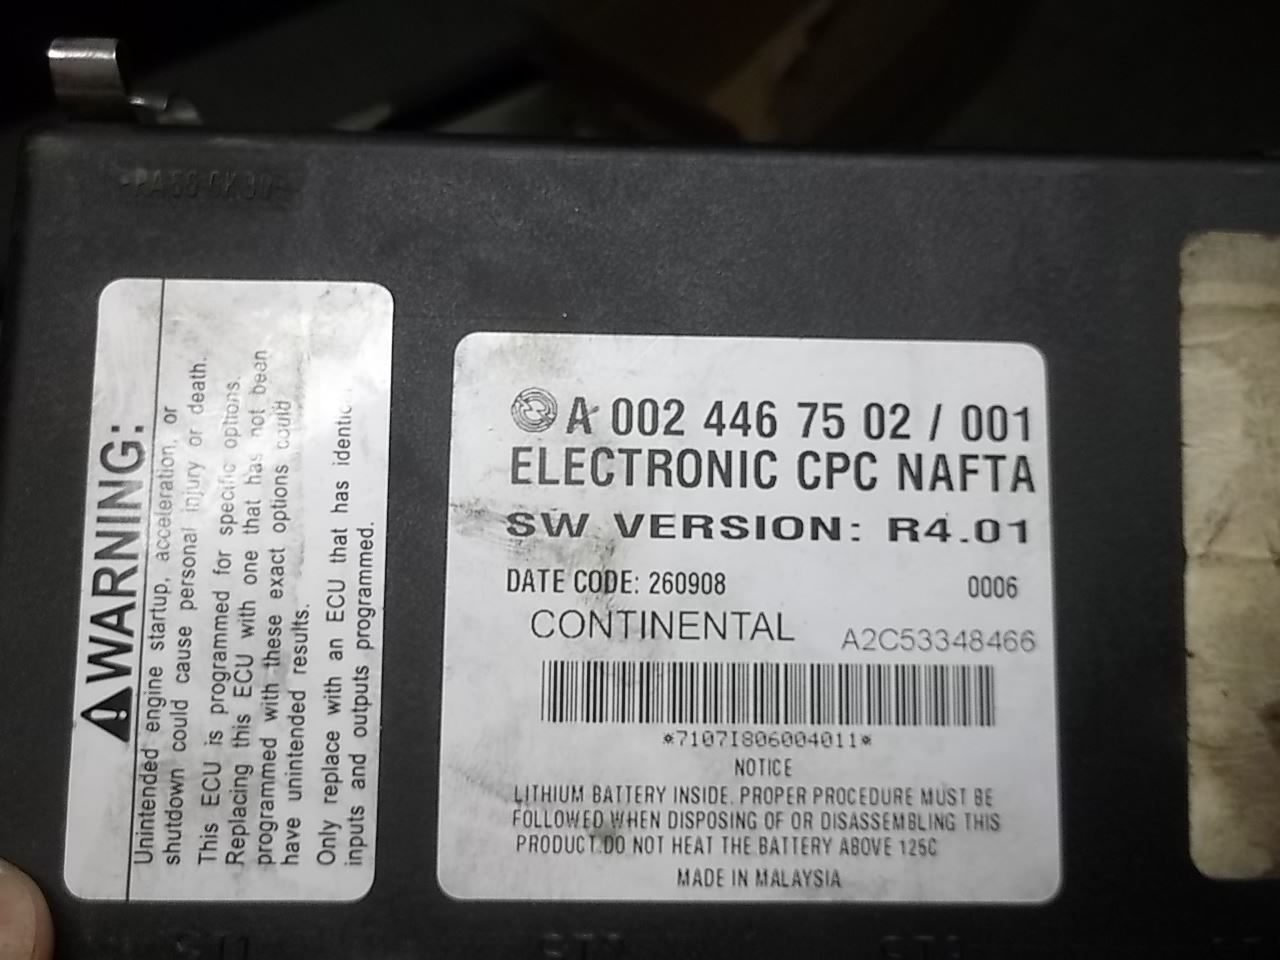 -PA66 GK30-
WARNING:
Unintended engine startup, acceleration, or
shutdown could cause personal injury or death.
This ECU is programmed for specific options.
Replacing this ECU with one that has not been
programmed with these exact options could
have unintended results.
Only replace with an ECU that has identic
inputs and outputs programmed.
A 002 446 75 02 / 001
ELECTRONIC CPC NAFTA
SW VERSION: R4.01
DATE CODE: 260908 0006
CONTINENTAL A2C53348466
*7107I806004011*
NOTICE
LITHIUM BATTERY INSIDE. PROPER PROCEDURE MUST BE
FOLLOWED WHEN DISPOSING OF OR DISASSEMBLING THIS
PRODUCT.DO NOT HEAT THE BATTERY ABOVE 125C
MADE IN MALAYSIA